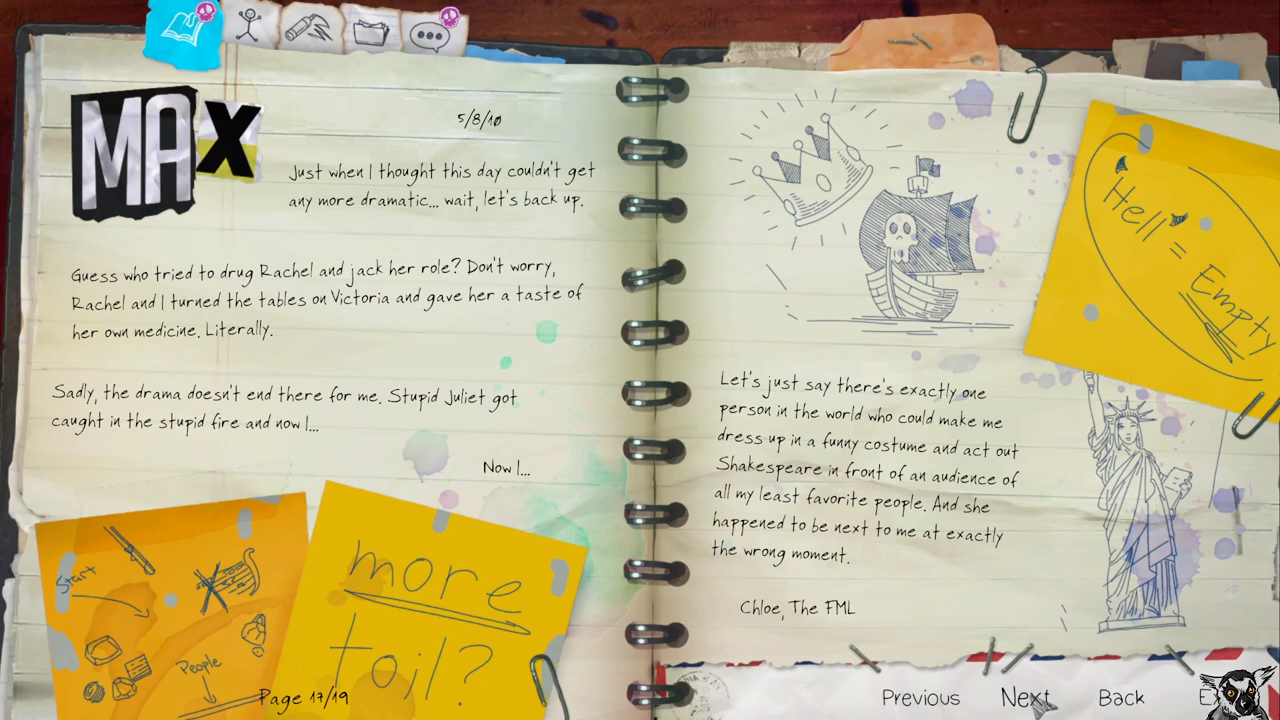 MAX
5/8/10
Just when I thought this day couldn't get
any more dramatic... wait, let's back up.
Guess who tried to drug Rachel and jack her role? Don't worry,
Rachel and I turned the tables on Victoria and gave her a taste of
her own medicine. Literally.
Sadly, the drama doesn't end there for me. Stupid Juliet got
caught in the stupid fire and now I...
Now I...
Start
People
more
toil?
Page 17/19
Hell =
Empty
Let's just say there's exactly one
person in the world who could make me
dress up in a funny costume and act out
Shakespeare in front of an audience of
all my least favorite people. And she
happened to be next to me at exactly
the wrong moment.
Chloe, The FML
Previous Next Back